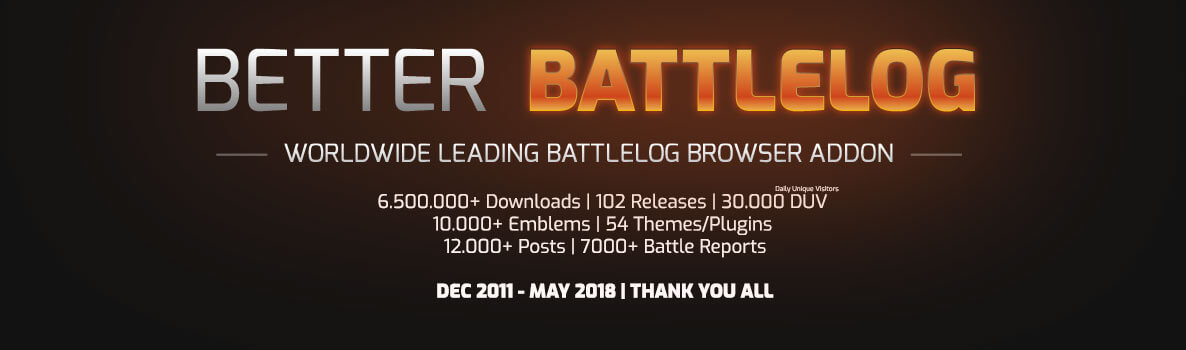 BETTER BATTLELOG
WORLDWIDE LEADING BATTLELOG BROWSER ADDON
Daily Unique Visitors
6.500.000+ Downloads | 102 Releases | 30.000 DUV
10.000+ Emblems | 54 Themes/Plugins
12.000+ Posts | 7000+ Battle Reports
DEC 2011 - MAY 2018 | THANK YOU ALL